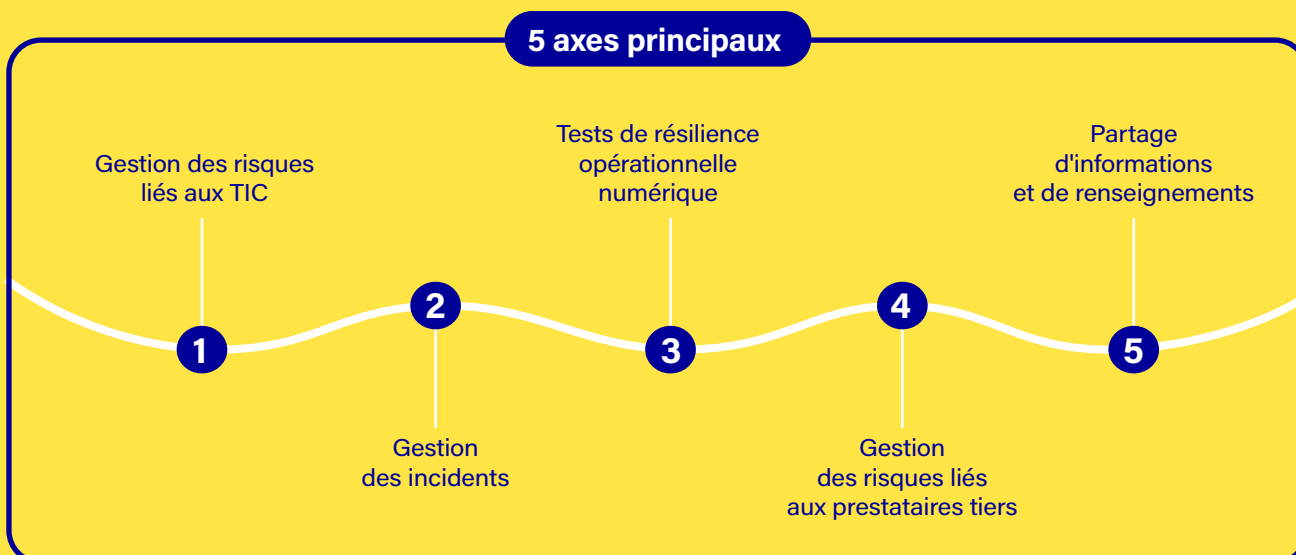 5 axes principaux
Gestion des risques
liés aux TIC
1
2
Gestion
des incidents
Tests de résilience
opérationnelle
numérique
3
4
Gestion
des risques liés
aux prestataires tiers
Partage
d'informations
et de renseignements
5